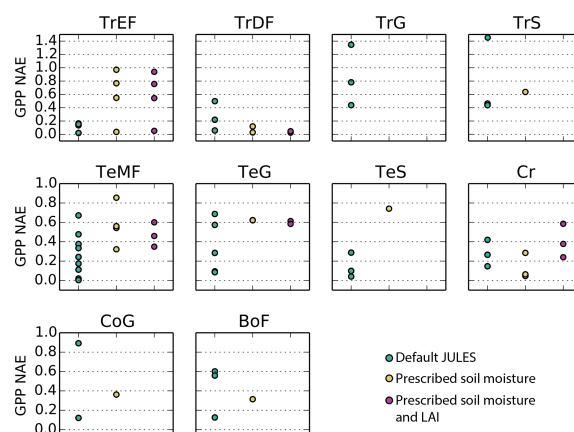 TrEF TrDF TrG TrS
GPP NAE
1.4
1.2
1.0
0.8
0.6
0.4
0.2
0.0
TeMF TeG TeS Cr
GPP NAE
1.0
0.8
0.6
0.4
0.2
0.0
CoG BoF
GPP NAE
1.0
0.8
0.6
0.4
0.2
0.0
Default JULES
Prescribed soil moisture
Prescribed soil moisture
and LAI